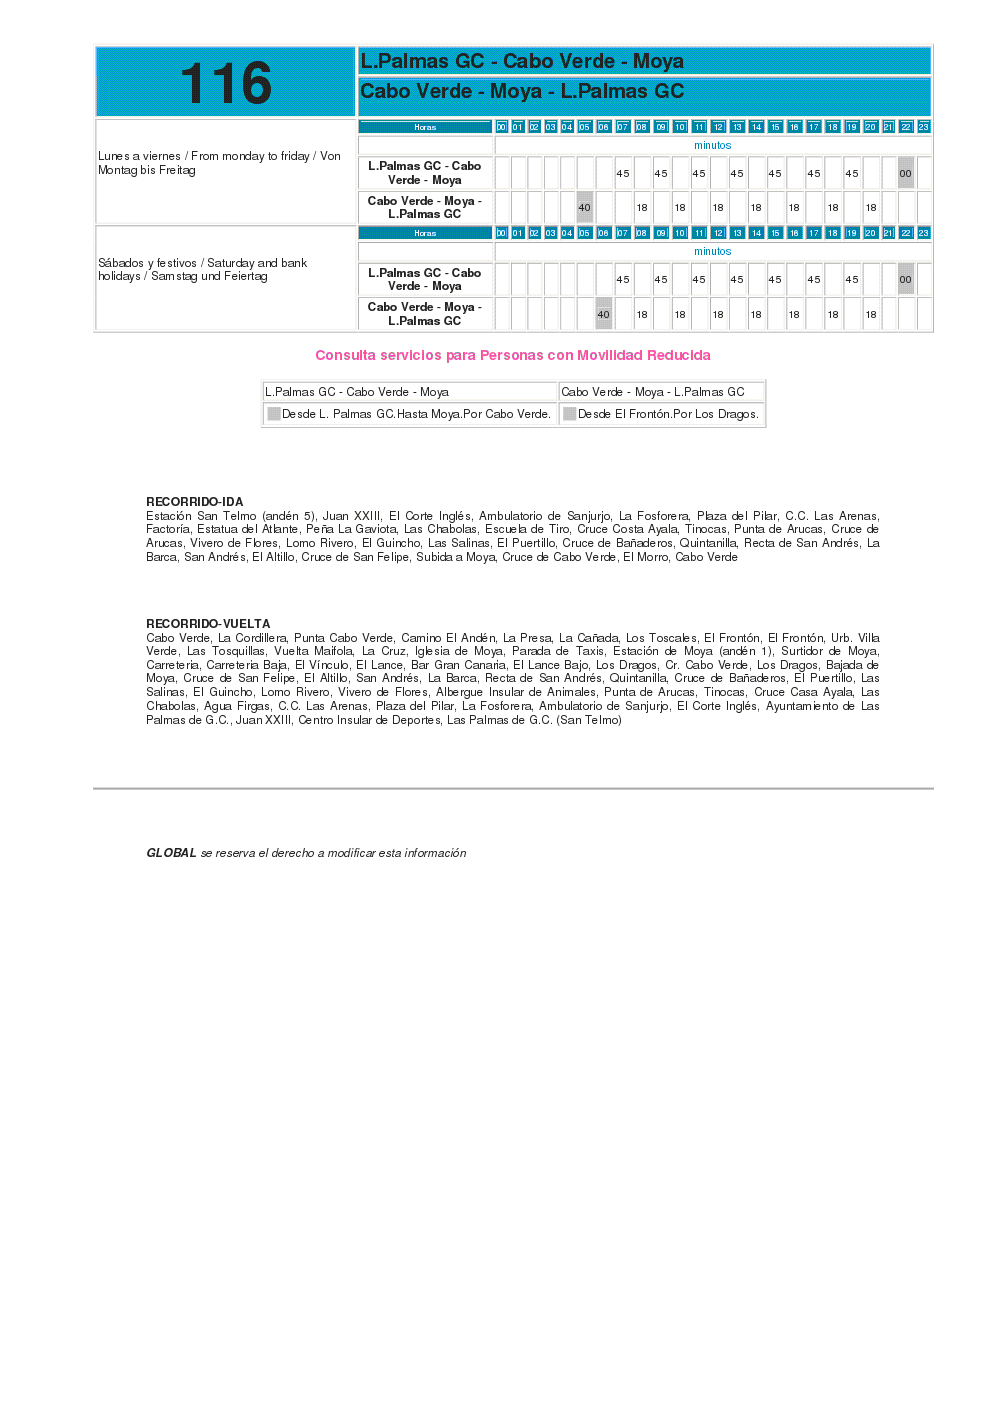 116
L.Palmas GC - Cabo Verde - Moya
Cabo Verde - Moya - L.Palmas GC
Lunes a viernes / From monday to friday / Von
Montag bis Freitag
Horas 00 01 02 03 04 05 06 07 08 09 10 11 12 13 14 15 16 17 18 19 20 21 22 23
minutos
L.Palmas GC - Cabo
Verde - Moya
45 45 45 45 45 45 45 00
Cabo Verde - Moya -
L.Palmas GC
40 18 18 18 18 18 18 18
Sábados y festivos / Saturday and bank
holidays / Samstag und Feiertag
Horas 00 01 02 03 04 05 06 07 08 09 10 11 12 13 14 15 16 17 18 19 20 21 22 23
minutos
L.Palmas GC - Cabo
Verde - Moya
45 45 45 45 45 45 45 00
Cabo Verde - Moya -
L.Palmas GC
40 18 18 18 18 18 18 18
Consulta servicios para Personas con Movilidad Reducida
L.Palmas GC - Cabo Verde - Moya Cabo Verde - Moya - L.Palmas GC
Desde L. Palmas GC.Hasta Moya.Por Cabo Verde. Desde El Frontón.Por Los Dragos.
RECORRIDO-IDA
Estación San Telmo (andén 5), Juan XXIII, El Corte Inglés, Ambulatorio de Sanjurjo, La Fosforera, Plaza del Pilar, C.C. Las Arenas,
Factoría, Estatua del Atlante, Peña La Gaviota, Las Chabolas, Escuela de Tiro, Cruce Costa Ayala, Tinocas, Punta de Arucas, Cruce de
Arucas, Vivero de Flores, Lomo Rivero, El Guincho, Las Salinas, El Puertillo, Cruce de Bañaderos, Quintanilla, Recta de San Andrés, La
Barca, San Andrés, El Altillo, Cruce de San Felipe, Subida a Moya, Cruce de Cabo Verde, El Morro, Cabo Verde
RECORRIDO-VUELTA
Cabo Verde, La Cordillera, Punta Cabo Verde, Camino El Andén, La Presa, La Cañada, Los Toscales, El Frontón, El Frontón, Urb. Villa
Verde, Las Tosquillas, Vuelta Maifola, La Cruz, Iglesia de Moya, Parada de Taxis, Estación de Moya (andén 1), Surtidor de Moya,
Carreteria, Carreteria Baja, El Vínculo, El Lance, Bar Gran Canaria, El Lance Bajo, Los Dragos, Cr. Cabo Verde, Los Dragos, Bajada de
Moya, Cruce de San Felipe, El Altillo, San Andrés, La Barca, Recta de San Andrés, Quintanilla, Cruce de Bañaderos, El Puertillo, Las
Salinas, El Guincho, Lomo Rivero, Vivero de Flores, Albergue Insular de Animales, Punta de Arucas, Tinocas, Cruce Casa Ayala, Las
Chabolas, Agua Firgas, C.C. Las Arenas, Plaza del Pilar, La Fosforera, Ambulatorio de Sanjurjo, El Corte Inglés, Ayuntamiento de Las
Palmas de G.C., Juan XXIII, Centro Insular de Deportes, Las Palmas de G.C. (San Telmo)
GLOBAL se reserva el derecho a modificar esta información